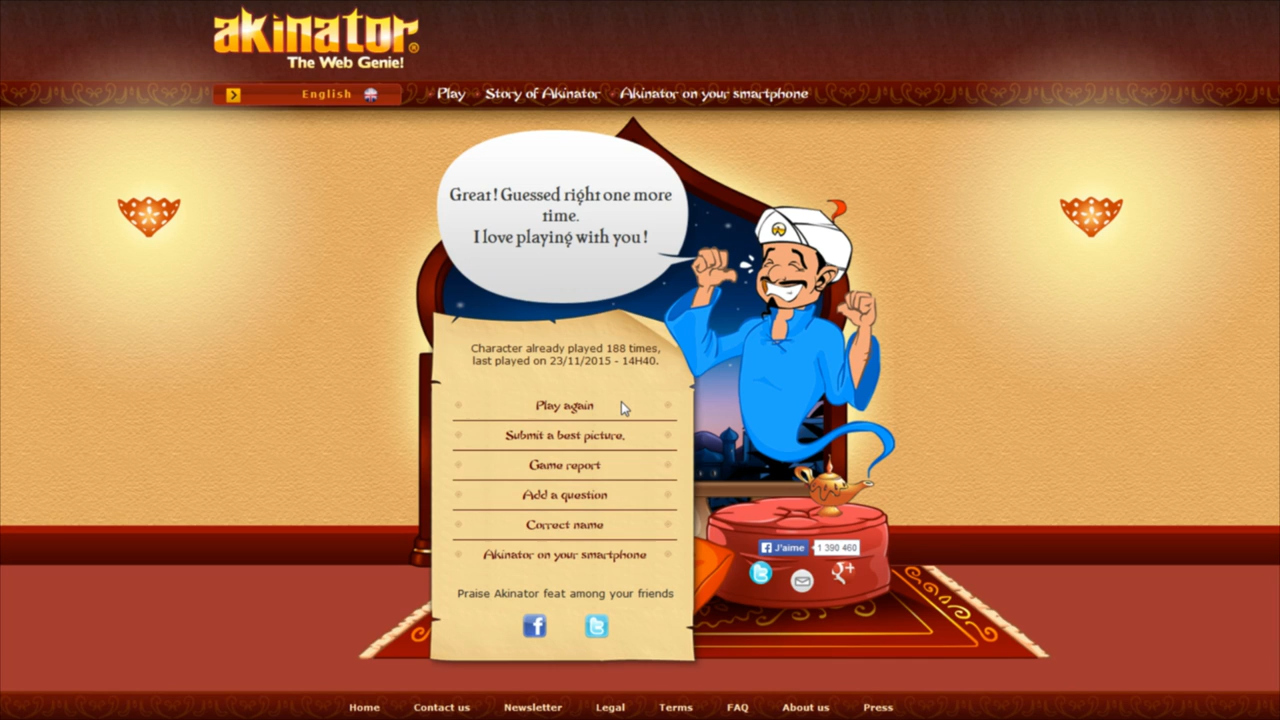 akinator®
The Web Genie!
English
Play
Story of Akinator
Akinator on your smartphone
Great! Guessed right one more
time.
I love playing with you!
Character already played 188 times,
last played on 23/11/2015 - 14H40.
Play again
Submit a best picture.
Game report
Add a question
Correct name
Akinator on your smartphone
Praise Akinator feat among your friends
J'aime
1 390 460
Home
Contact us
Newsletter
Legal
Terms
FAQ
About us
Press